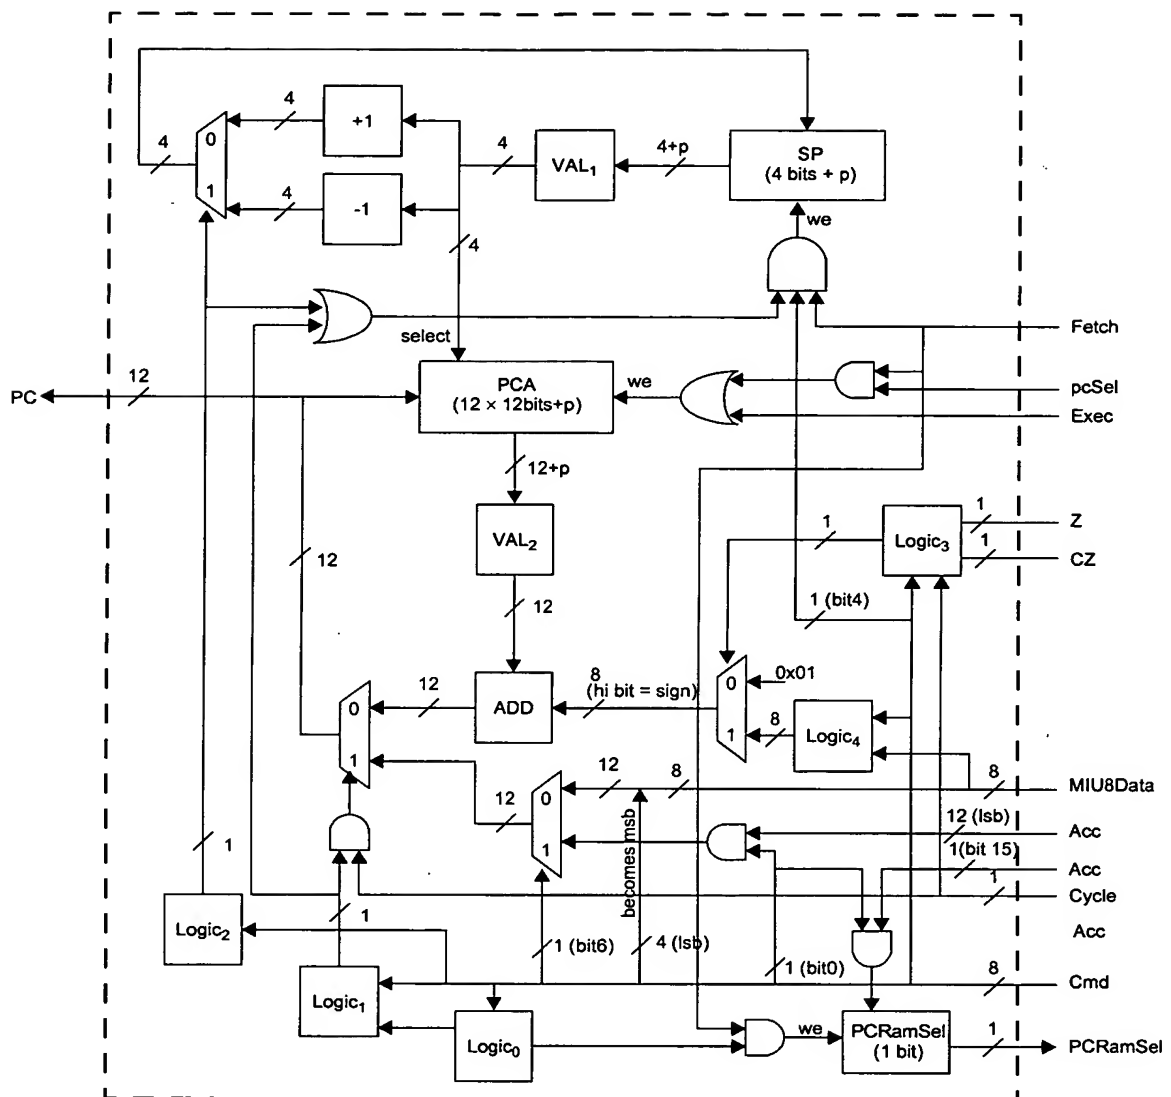 4
+1
0
4
4
VAL₁
4+p
SP
(4 bits + p)
1
4
-1
we
4
select
Fetch
PC
12
PCA
(12 × 12bits+p)
we
pcSel
Exec
12+p
1
Logic₃
1
Z
1
CZ
VAL₂
12
12
1 (bit4)
0
12
ADD
8
(hi bit = sign)
0
0x01
1
8
Logic₄
1
12
8
8
MIU8Data
12
0
becomes msb
12 (lsb)
Acc
1
1(bit 15)
Acc
1
1
Cycle
Logic₂
1
Acc
1 (bit6)
4 (lsb)
1 (bit0)
8
Cmd
Logic₁
Logic₀
we
PCRamSel
(1 bit)
1
PCRamSel